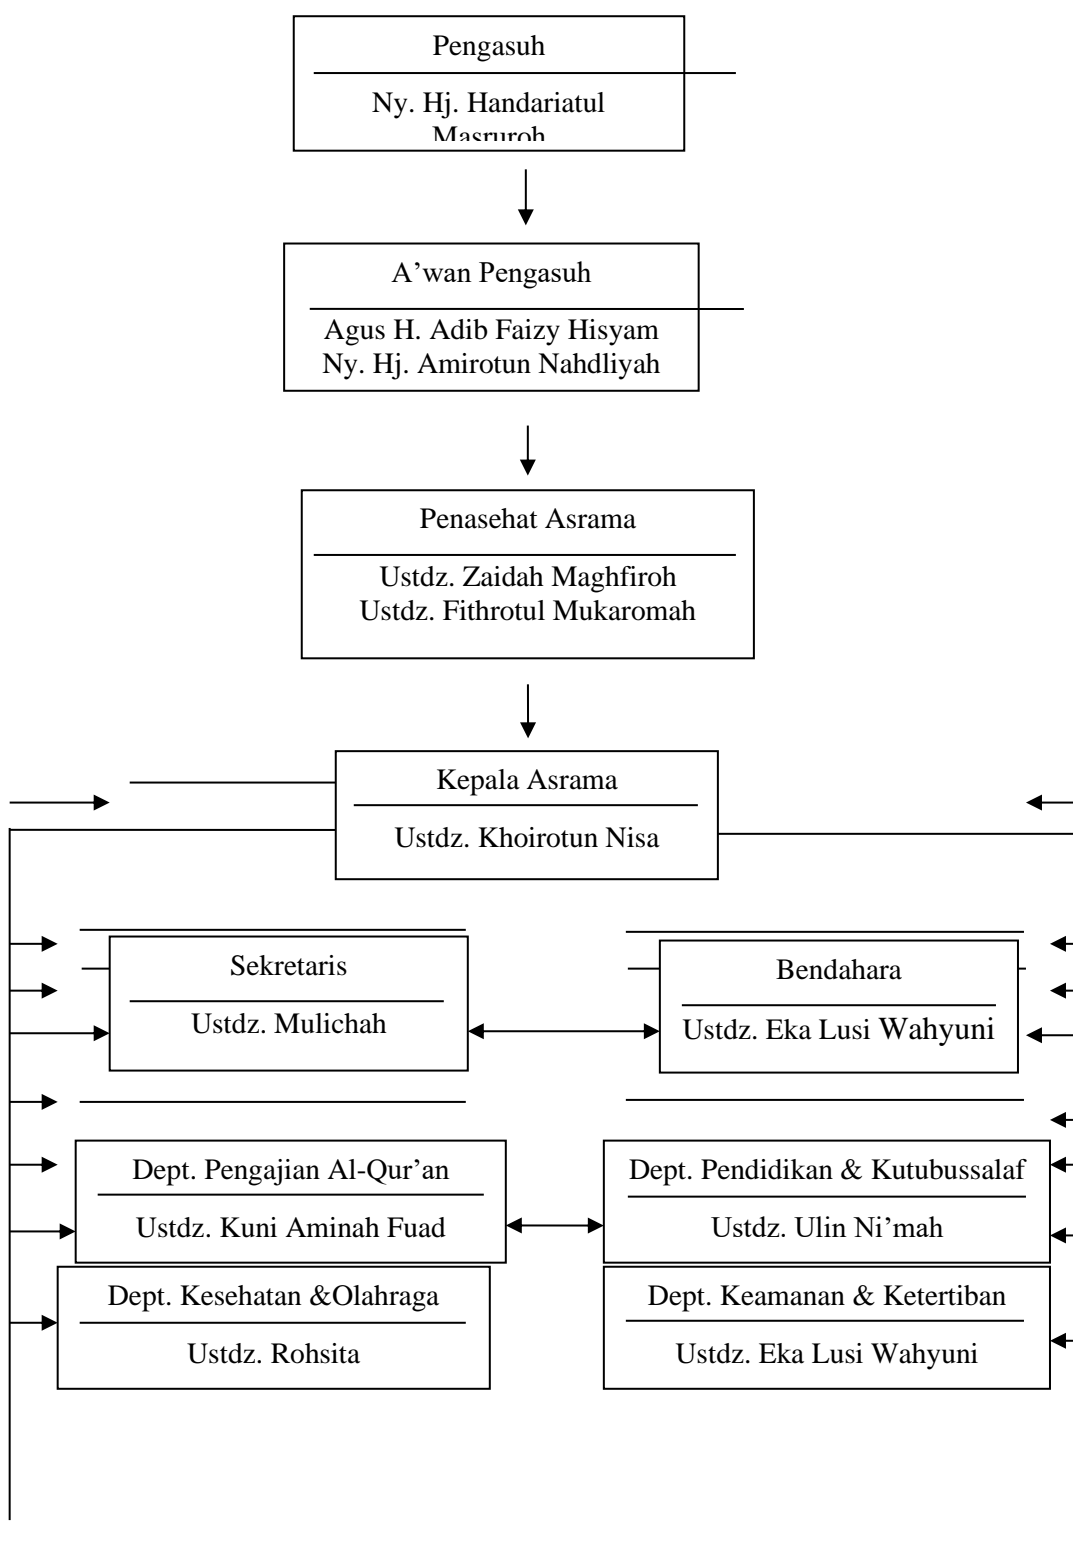 Pengasuh
Ny. Hj. Handariatul
Masruroh
A’wan Pengasuh
Agus H. Adib Faizy Hisyam
Ny. Hj. Amirotun Nahdliyah
Penasehat Asrama
Ustdz. Zaidah Maghfiroh
Ustdz. Fithrotul Mukaromah
Kepala Asrama
Ustdz. Khoirotun Nisa
Sekretaris
Ustdz. Mulichah
Bendahara
Ustdz. Eka Lusi Wahyuni
Dept. Pengajian Al-Qur’an
Ustdz. Kuni Aminah Fuad
Dept. Pendidikan & Kutubussalaf
Ustdz. Ulin Ni’mah
Dept. Kesehatan &Olahraga
Ustdz. Rohsita
Dept. Keamanan & Ketertiban
Ustdz. Eka Lusi Wahyuni